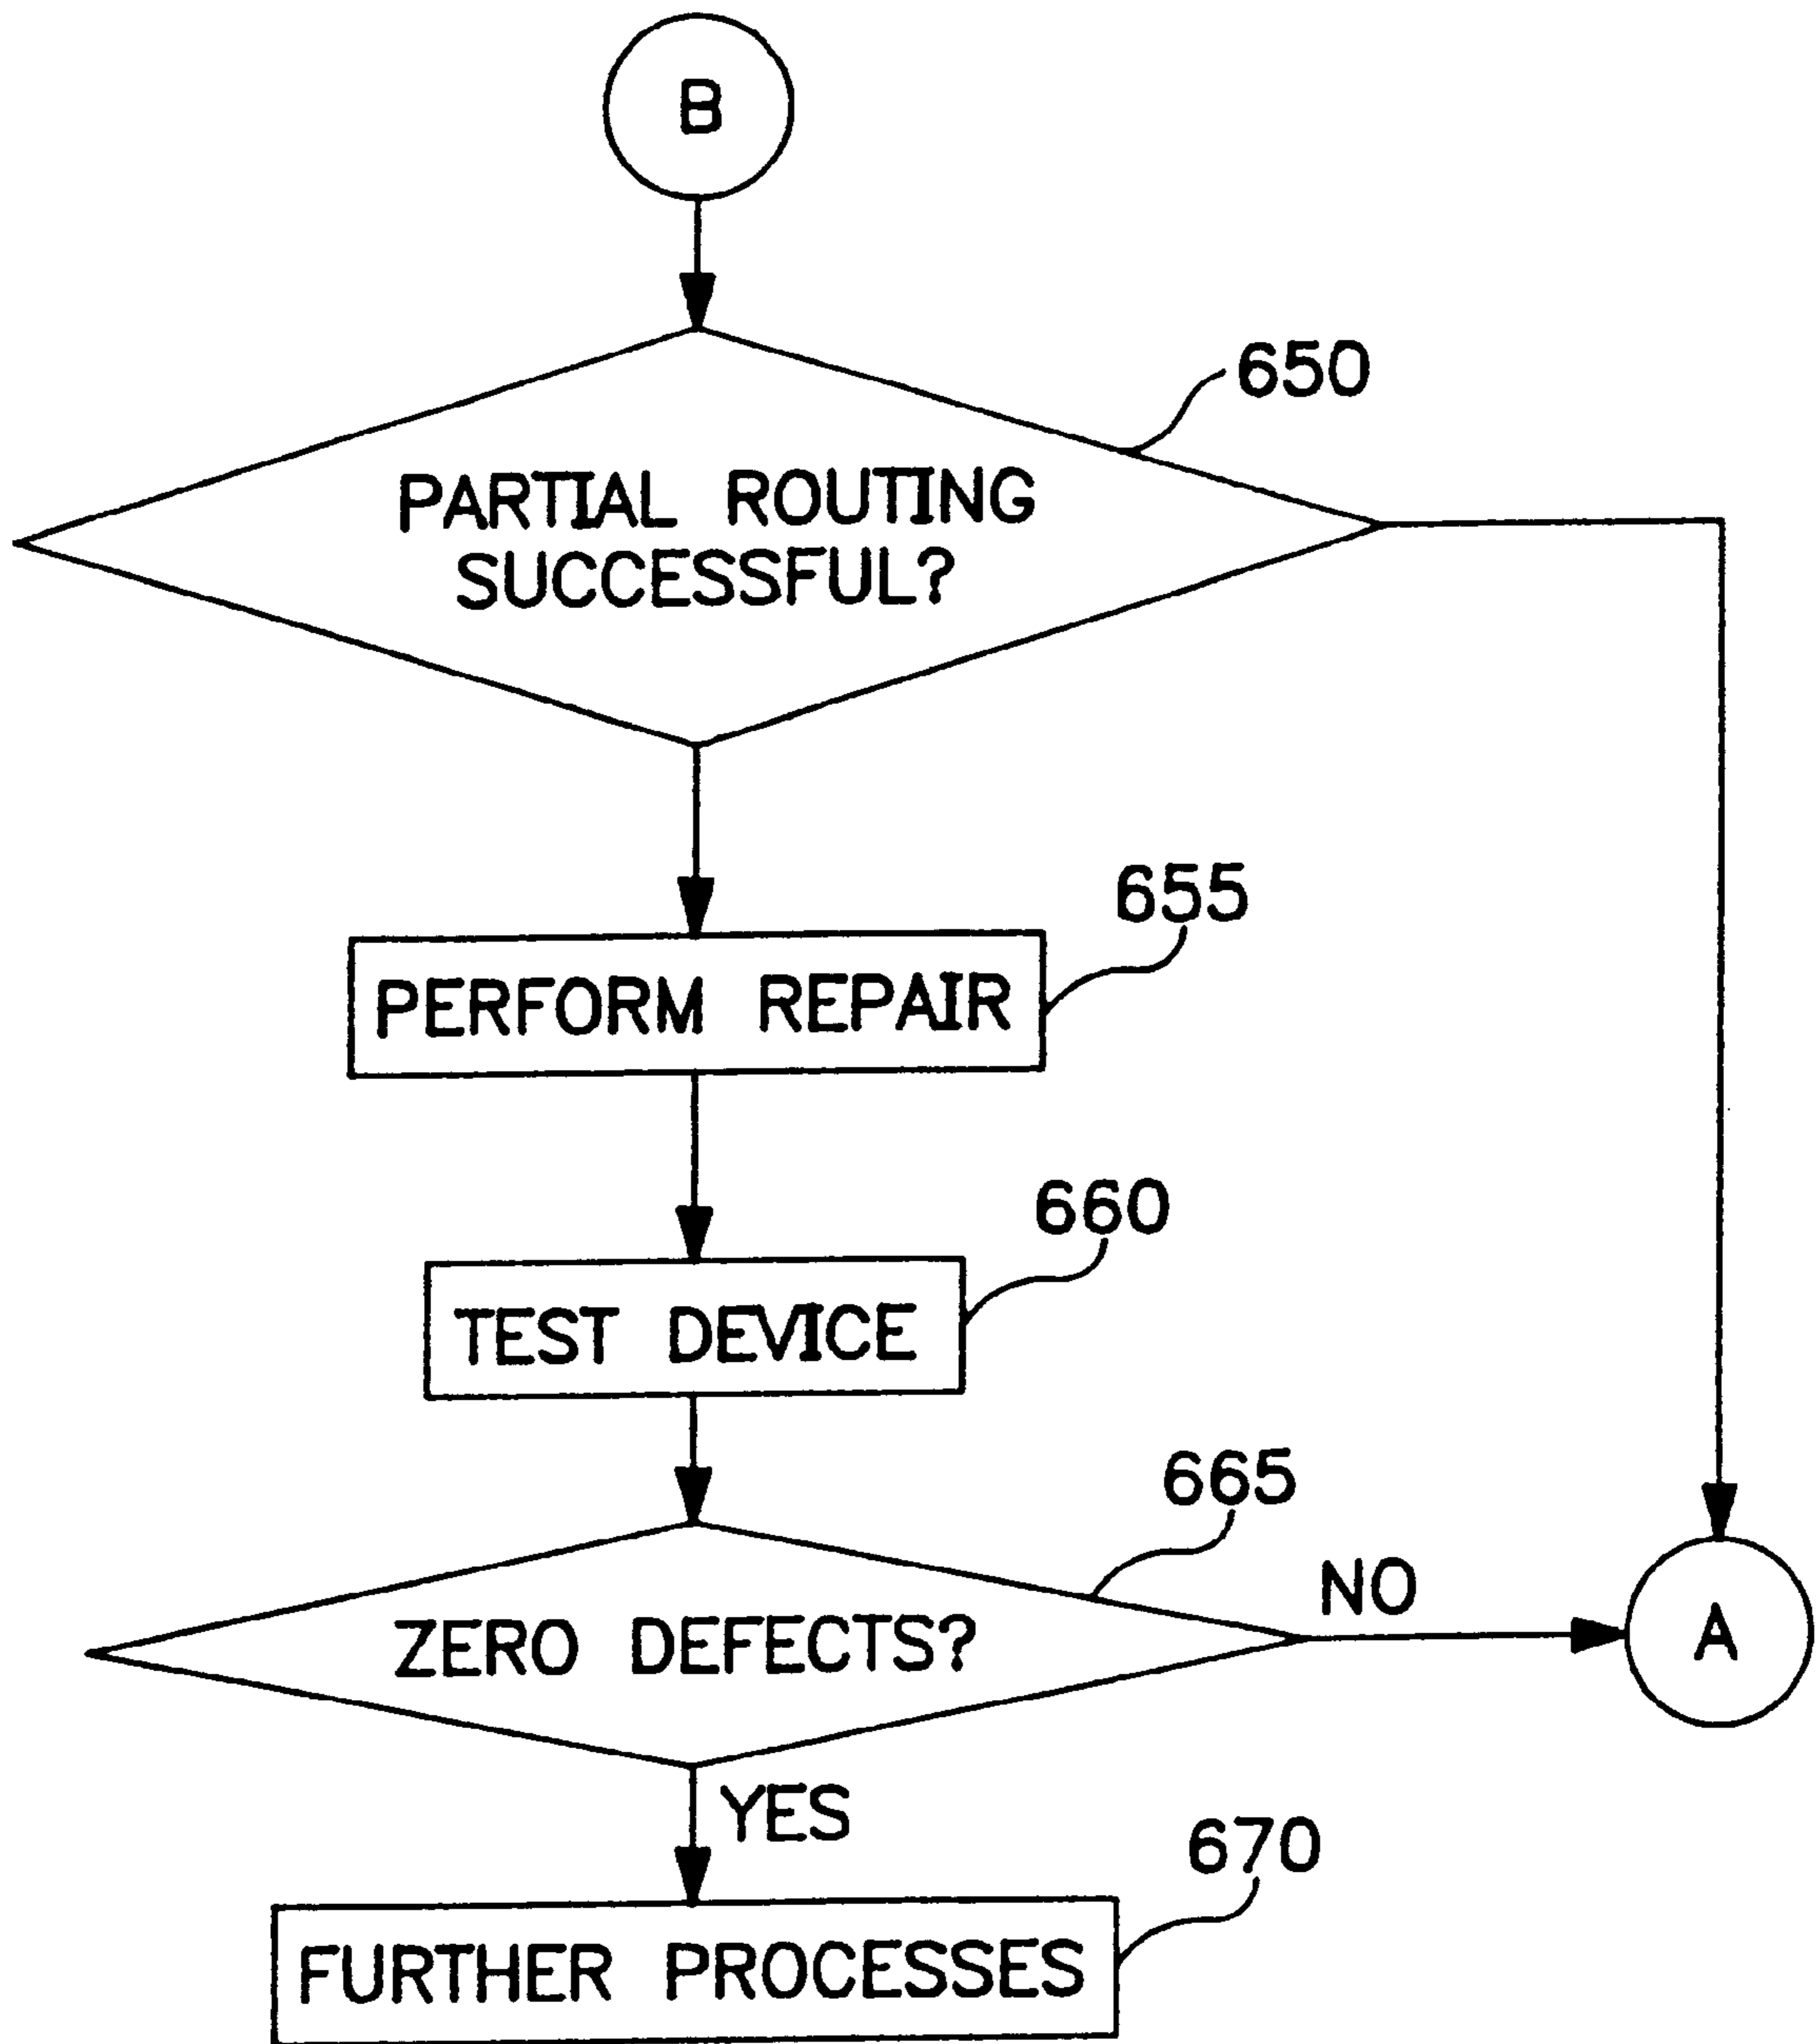 B
650
PARTIAL ROUTING
SUCCESSFUL?
655
PERFORM REPAIR
660
TEST DEVICE
665
ZERO DEFECTS?
NO
A
YES
670
FURTHER PROCESSES